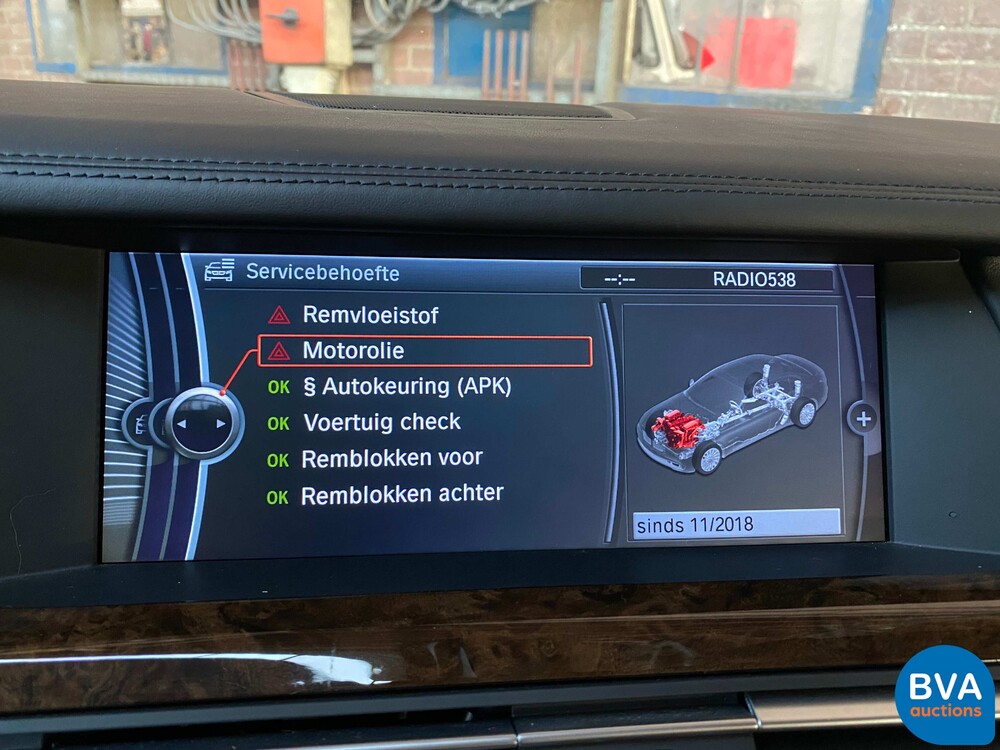 Servicebehoefte
--:--
RADIO538
Remvloeistof
Motorolie
OK § Autokeuring (APK)
OK Voertuig check
OK Remblokken voor
OK Remblokken achter
sinds 11/2018
BVA
auctions